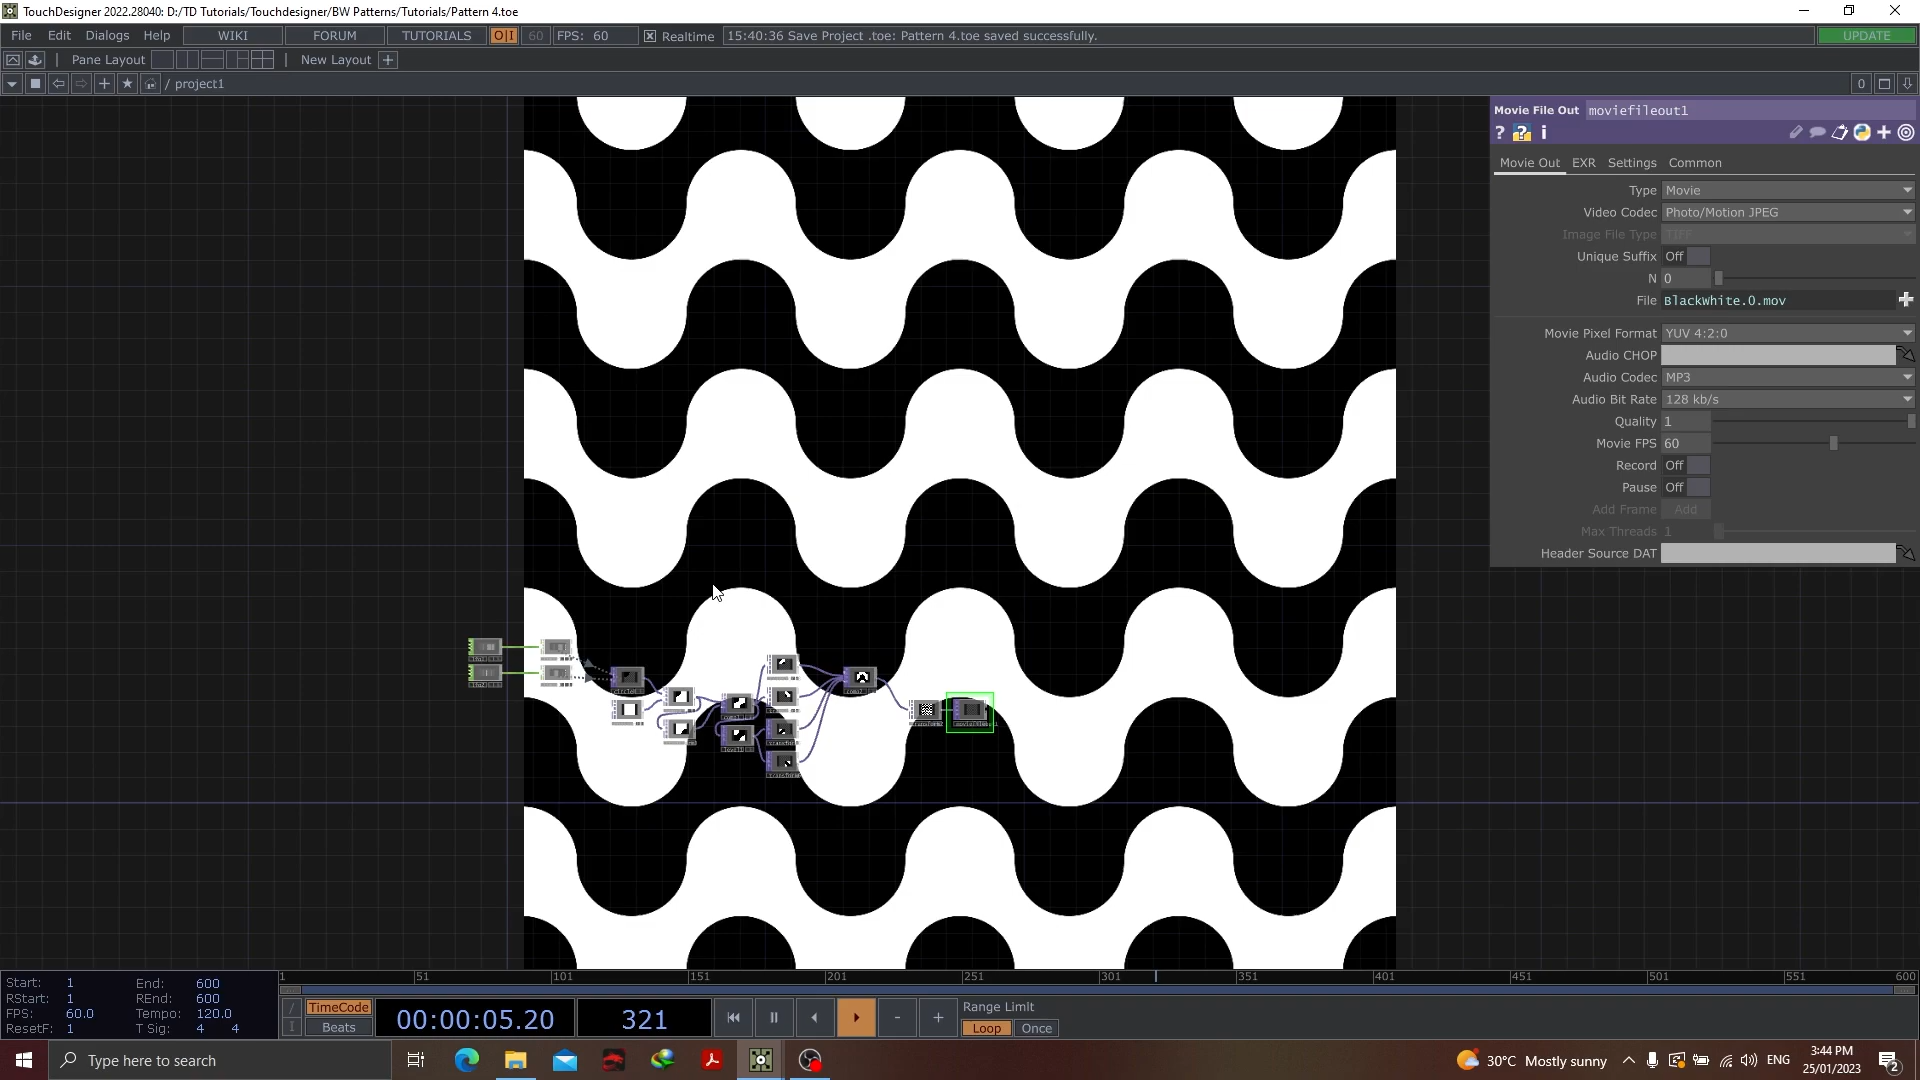 TouchDesigner 2022.28040: D:/TD Tutorials/Touchdesigner/BW Patterns/Tutorials/Pattern 4.toe
File Edit Dialogs Help WIKI FORUM TUTORIALS O|I 60 FPS: 60 Realtime 15:40:36 Save Project .toe: Pattern 4.toe saved successfully. UPDATE
Pane Layout New Layout +
/ project1 0
Movie File Out moviefileout1
? ? i
Movie Out EXR Settings Common
Type Movie
Video Codec Photo/Motion JPEG
Image File Type TIFF
Unique Suffix Off
N 0
File BlackWhite.0.mov
Movie Pixel Format YUV 4:2:0
Audio CHOP
Audio Codec MP3
Audio Bit Rate 128 kb/s
Quality 1
Movie FPS 60
Record Off
Pause Off
Add Frame Add
Max Threads 1
Header Source DAT
1 51 101 151 201 251 301 351 401 451 501 551 600
Start: 1 End: 600
RStart: 1 REnd: 600
FPS: 60.0 Tempo: 120.0
ResetF: 1 T Sig: 4 4
TimeCode
Beats
00:00:05.20
321
Range Limit
Loop Once
Type here to search
30°C Mostly sunny
ENG
3:44 PM
25/01/2023
2